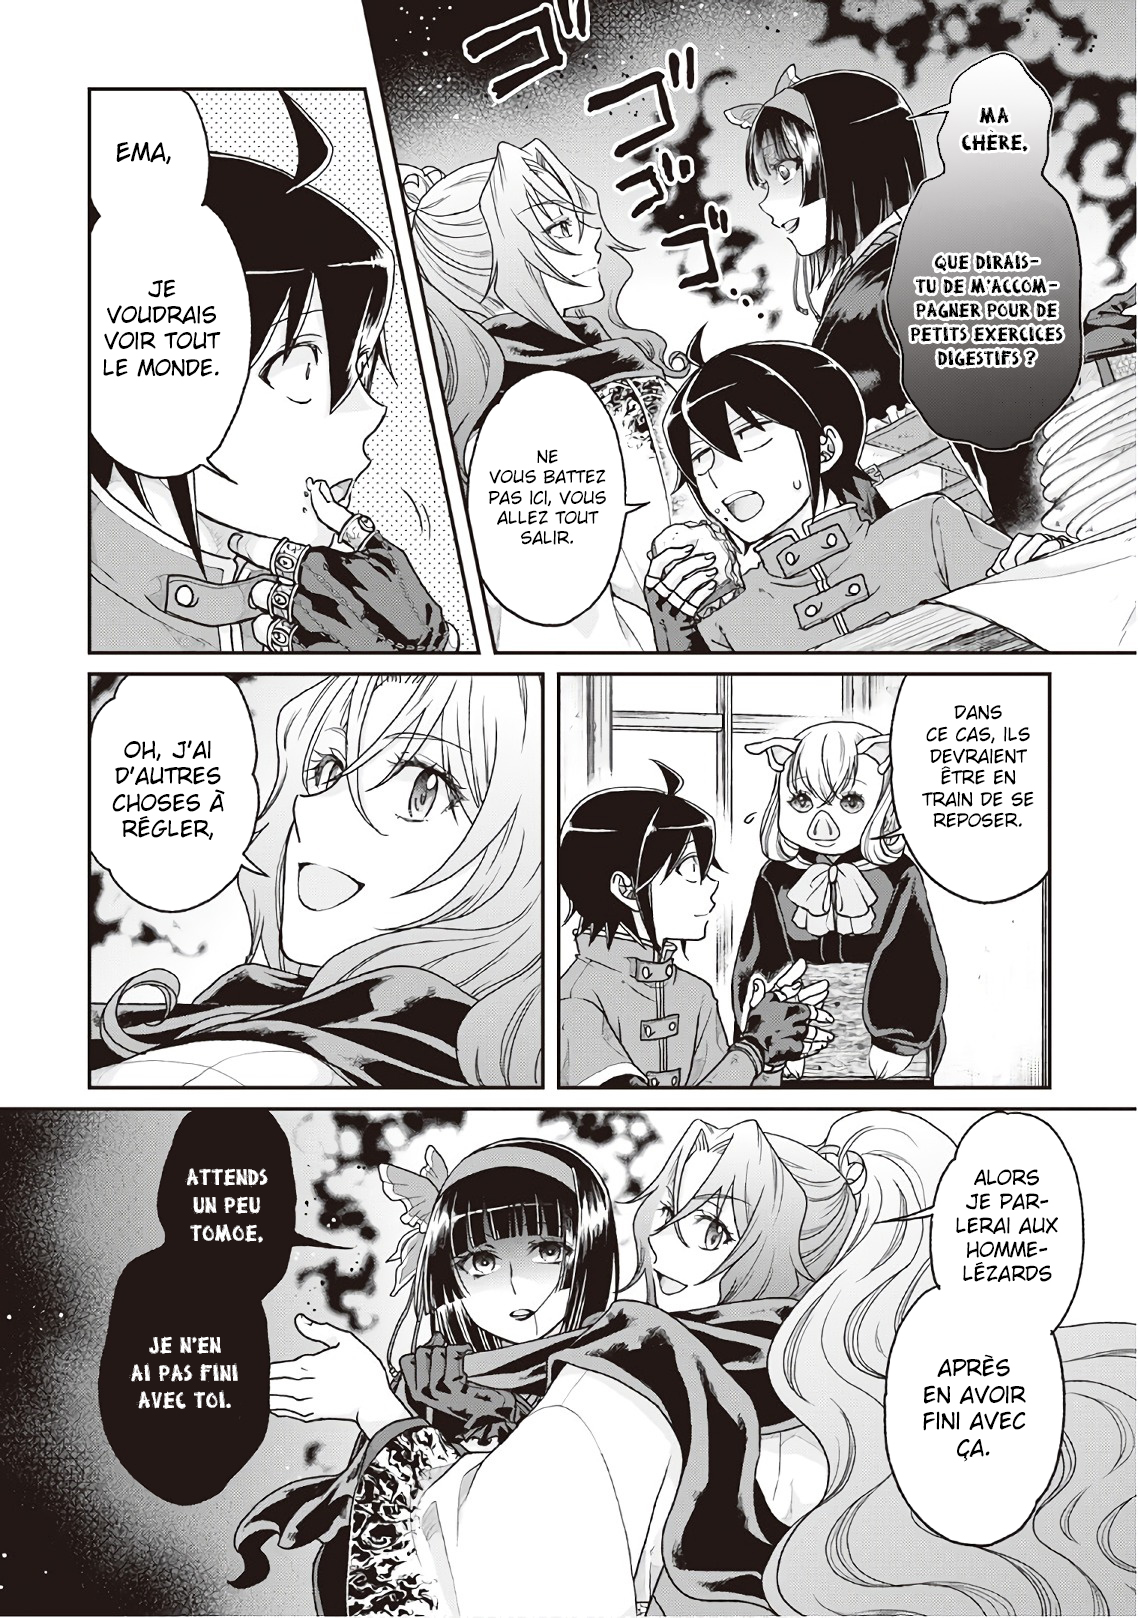 MA
CHÈRE,
QUE DIRAIS-
TU DE M'ACCOM-
PAGNER POUR DE
PETITS EXERCICES
DIGESTIFS ?
ゴ
ゴ
ゴ
ゴ
NE
VOUS BATTEZ
PAS ICI, VOUS
ALLEZ TOUT
SALIR.
EMA,
JE
VOUDRAIS
VOIR TOUT
LE MONDE.
DANS
CE CAS, ILS
DEVRAIENT
ÊTRE EN
TRAIN DE SE
REPOSER.
OH, J'AI
D'AUTRES
CHOSES À
RÉGLER,
ALORS
JE PAR-
LERAI AUX
HOMME-
LÉZARDS
APRÈS
EN AVOIR
FINI AVEC
ÇA.
ATTENDS
UN PEU
TOMOE,
JE N'EN
AI PAS FINI
AVEC TOI.